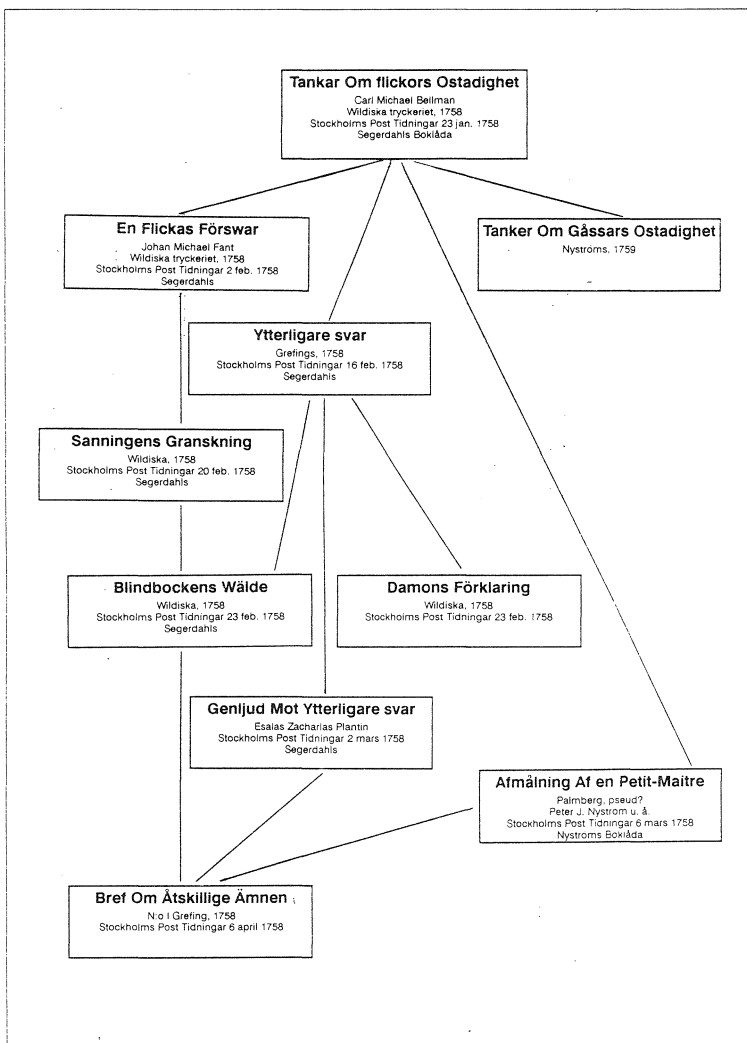 Tankar Om flickors Ostadighet
Carl Michael Bellman
Wildiska tryckeriet, 1758
Stockholms Post Tidningar 23 jan. 1758
Segerdahls Boklåda
En Flickas Förswar
Johan Michael Fant
Wildiska tryckeriet, 1758
Stockholms Post Tidningar 2 feb. 1758
Segerdahls
Tanker Om Gåssars Ostadighet
Nyströms, 1759
Ytterligare svar
Grefings, 1758
Stockholms Post Tidningar 16 feb. 1758
Segerdahls
Sanningens Granskning
Wildiska, 1758
Stockholms Post Tidningar 20 feb. 1758
Segerdahls
Blindbockens Wälde
Wildiska, 1758
Stockholms Post Tidningar 23 feb. 1758
Segerdahls
Damons Förklaring
Wildiska, 1758
Stockholms Post Tidningar 23 feb. 1758
Genljud Mot Ytterligare svar
Esaias Zacharias Plantin
Stockholms Post Tidningar 2 mars 1758
Segerdahls
Afmålning Af en Petit-Maitre
Palmberg, pseud?
Peter J. Nyström u. å.
Stockholms Post Tidningar 6 mars 1758
Nyströms Boklåda
Bref Om Åtskillige Ämnen
N:o I Grefing, 1758
Stockholms Post Tidningar 6 april 1758